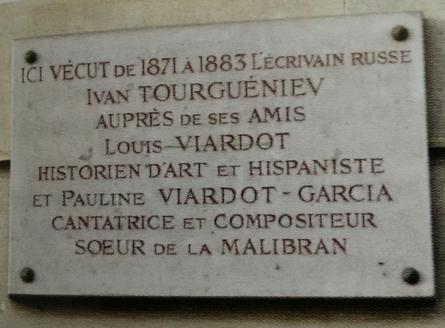 ICI VÉCUT DE 1871 À 1883 L'ÉCRIVAIN RUSSE
IVAN TOURGUÉNIEV
AUPRÈS DE SES AMIS
LOUIS VIARDOT
HISTORIEN D'ART ET HISPANISTE
ET PAULINE VIARDOT - GARCIA
CANTATRICE ET COMPOSITEUR
SOEUR DE LA MALIBRAN